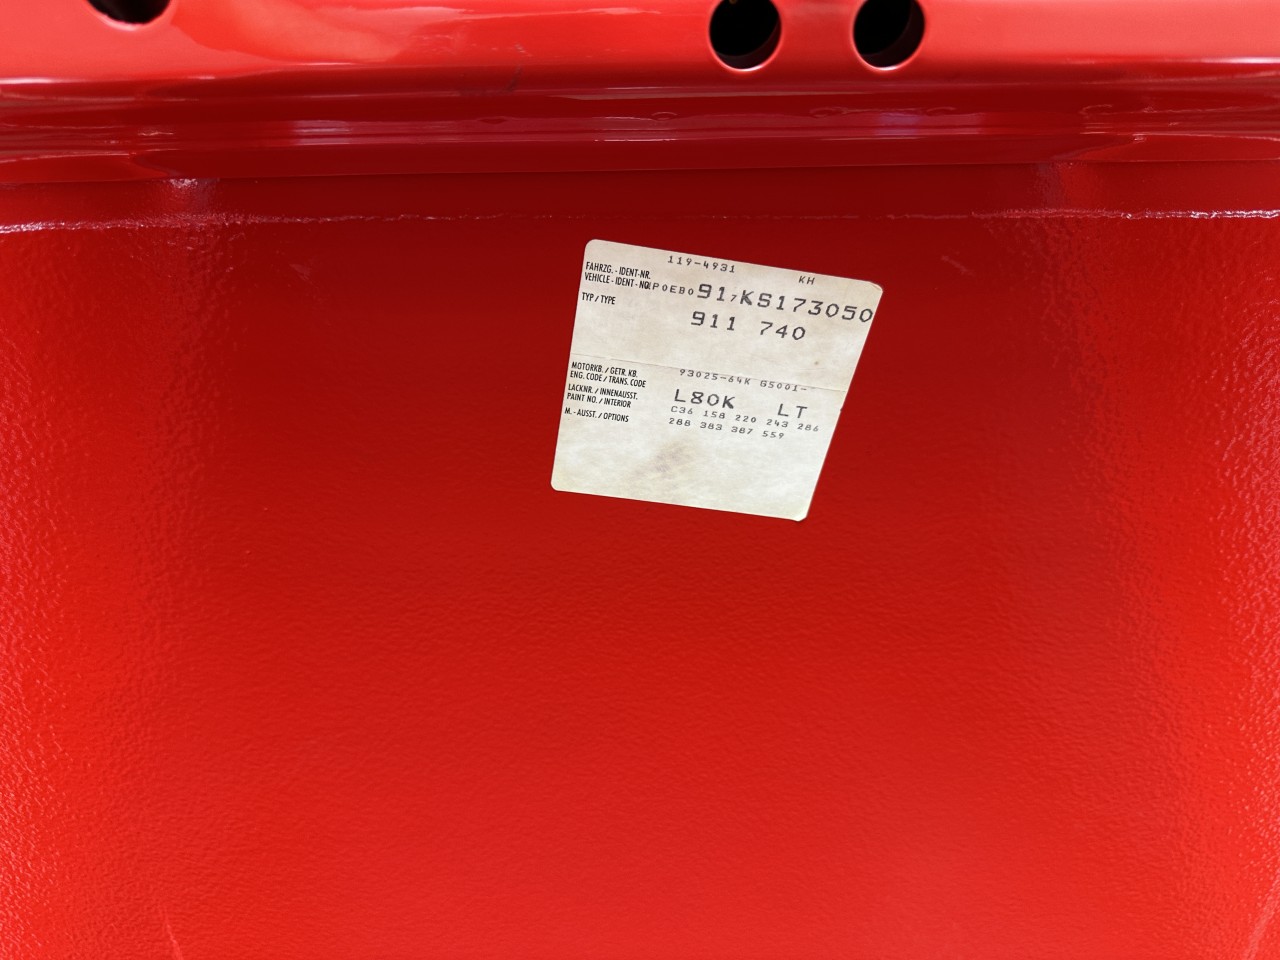 119-4931 KH
FAHRZG. - IDENT-NR.
VEHICLE - IDENT - NO. WP0EB0917KS173050
TYP / TYPE 911 740
MOTORKB. / GETR. KB. 93025-64K G5001-
ENG. CODE / TRANS. CODE
LACKNR. / INNENAUSST. L80K LT
PAINT NO. / INTERIOR
M. - AUSST. / OPTIONS C36 158 220 243 286
288 383 387 559